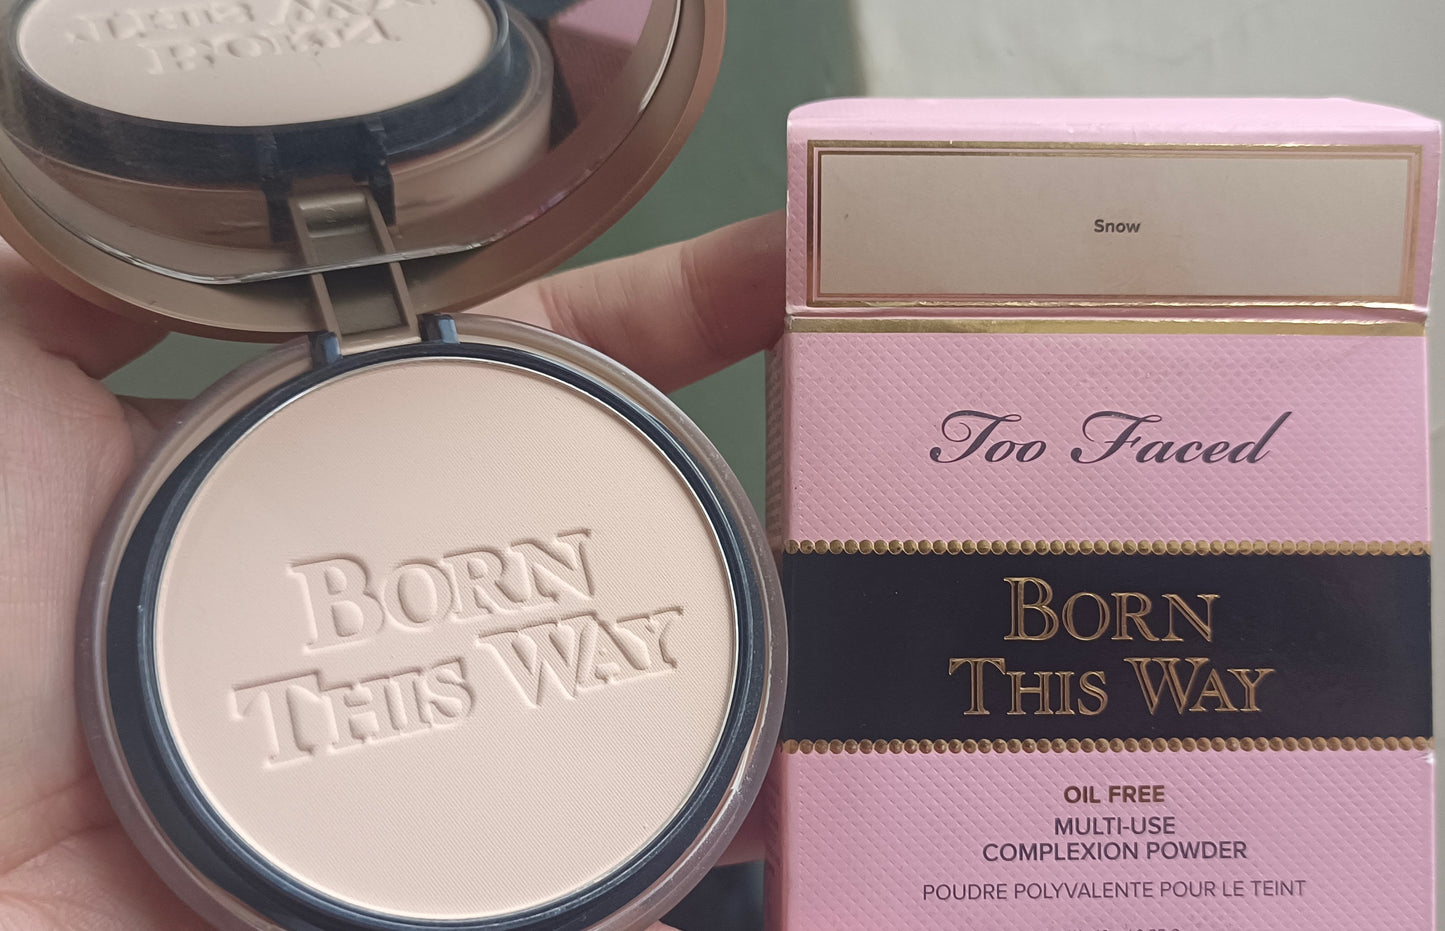 BORN
THIS WAY
Snow
Too Faced
BORN
THIS WAY
OIL FREE
MULTI-USE
COMPLEXION POWDER
POUDRE POLYVALENTE POUR LE TEINT